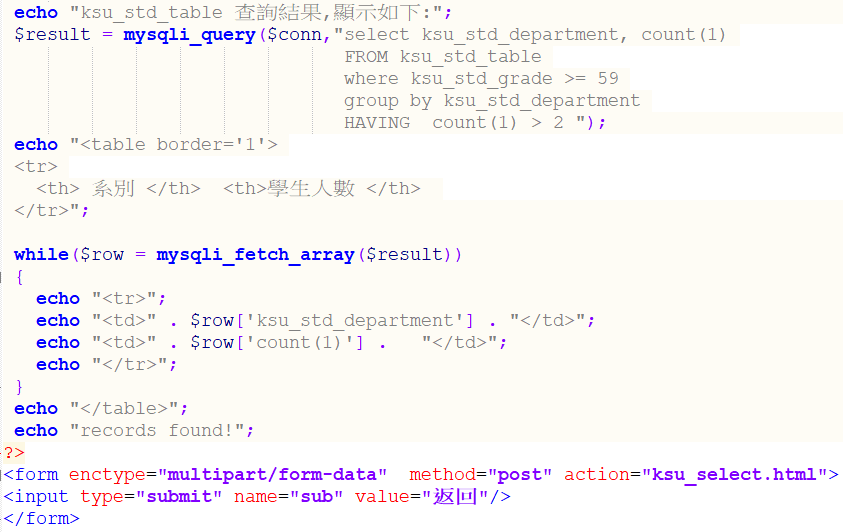 echo "ksu_std_table 查詢結果,顯示如下:";
$result = mysqli_query($conn,"select ksu_std_department, count(1)
FROM ksu_std_table
where ksu_std_grade >= 59
group by ksu_std_department
HAVING  count(1) > 2 ");
echo "<table border='1'>
<tr>
<th> 系別 </th>  <th>學生人數 </th>
</tr>";
while($row = mysqli_fetch_array($result))
{
echo "<tr>";
echo "<td>" . $row['ksu_std_department'] . "</td>";
echo "<td>" . $row['count(1)'] .   "</td>";
echo "</tr>";
}
echo "</table>";
echo "records found!";
?>
<form enctype="multipart/form-data"  method="post" action="ksu_select.html">
<input type="submit" name="sub" value="返回"/>
</form>